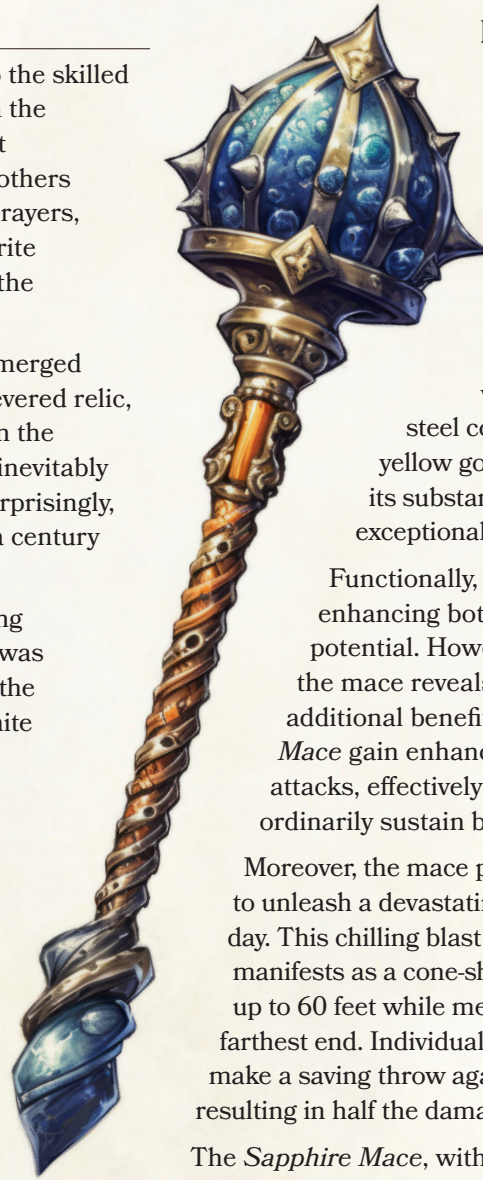 o the skilled
n the
t
others
rayers,
rite
the
merged
evered relic,
n the
inevitably
rprisingly,
a century
ng
was
the
nite
steel co
yellow go
its substan
exceptional
Functionally,
enhancing bot
potential. Howe
the mace reveals
additional benefi
Mace gain enhanc
attacks, effectively
ordinarily sustain b
Moreover, the mace p
to unleash a devastatin
day. This chilling blast
manifests as a cone-sh
up to 60 feet while me
farthest end. Individual
make a saving throw aga
resulting in half the dama
The Sapphire Mace, with